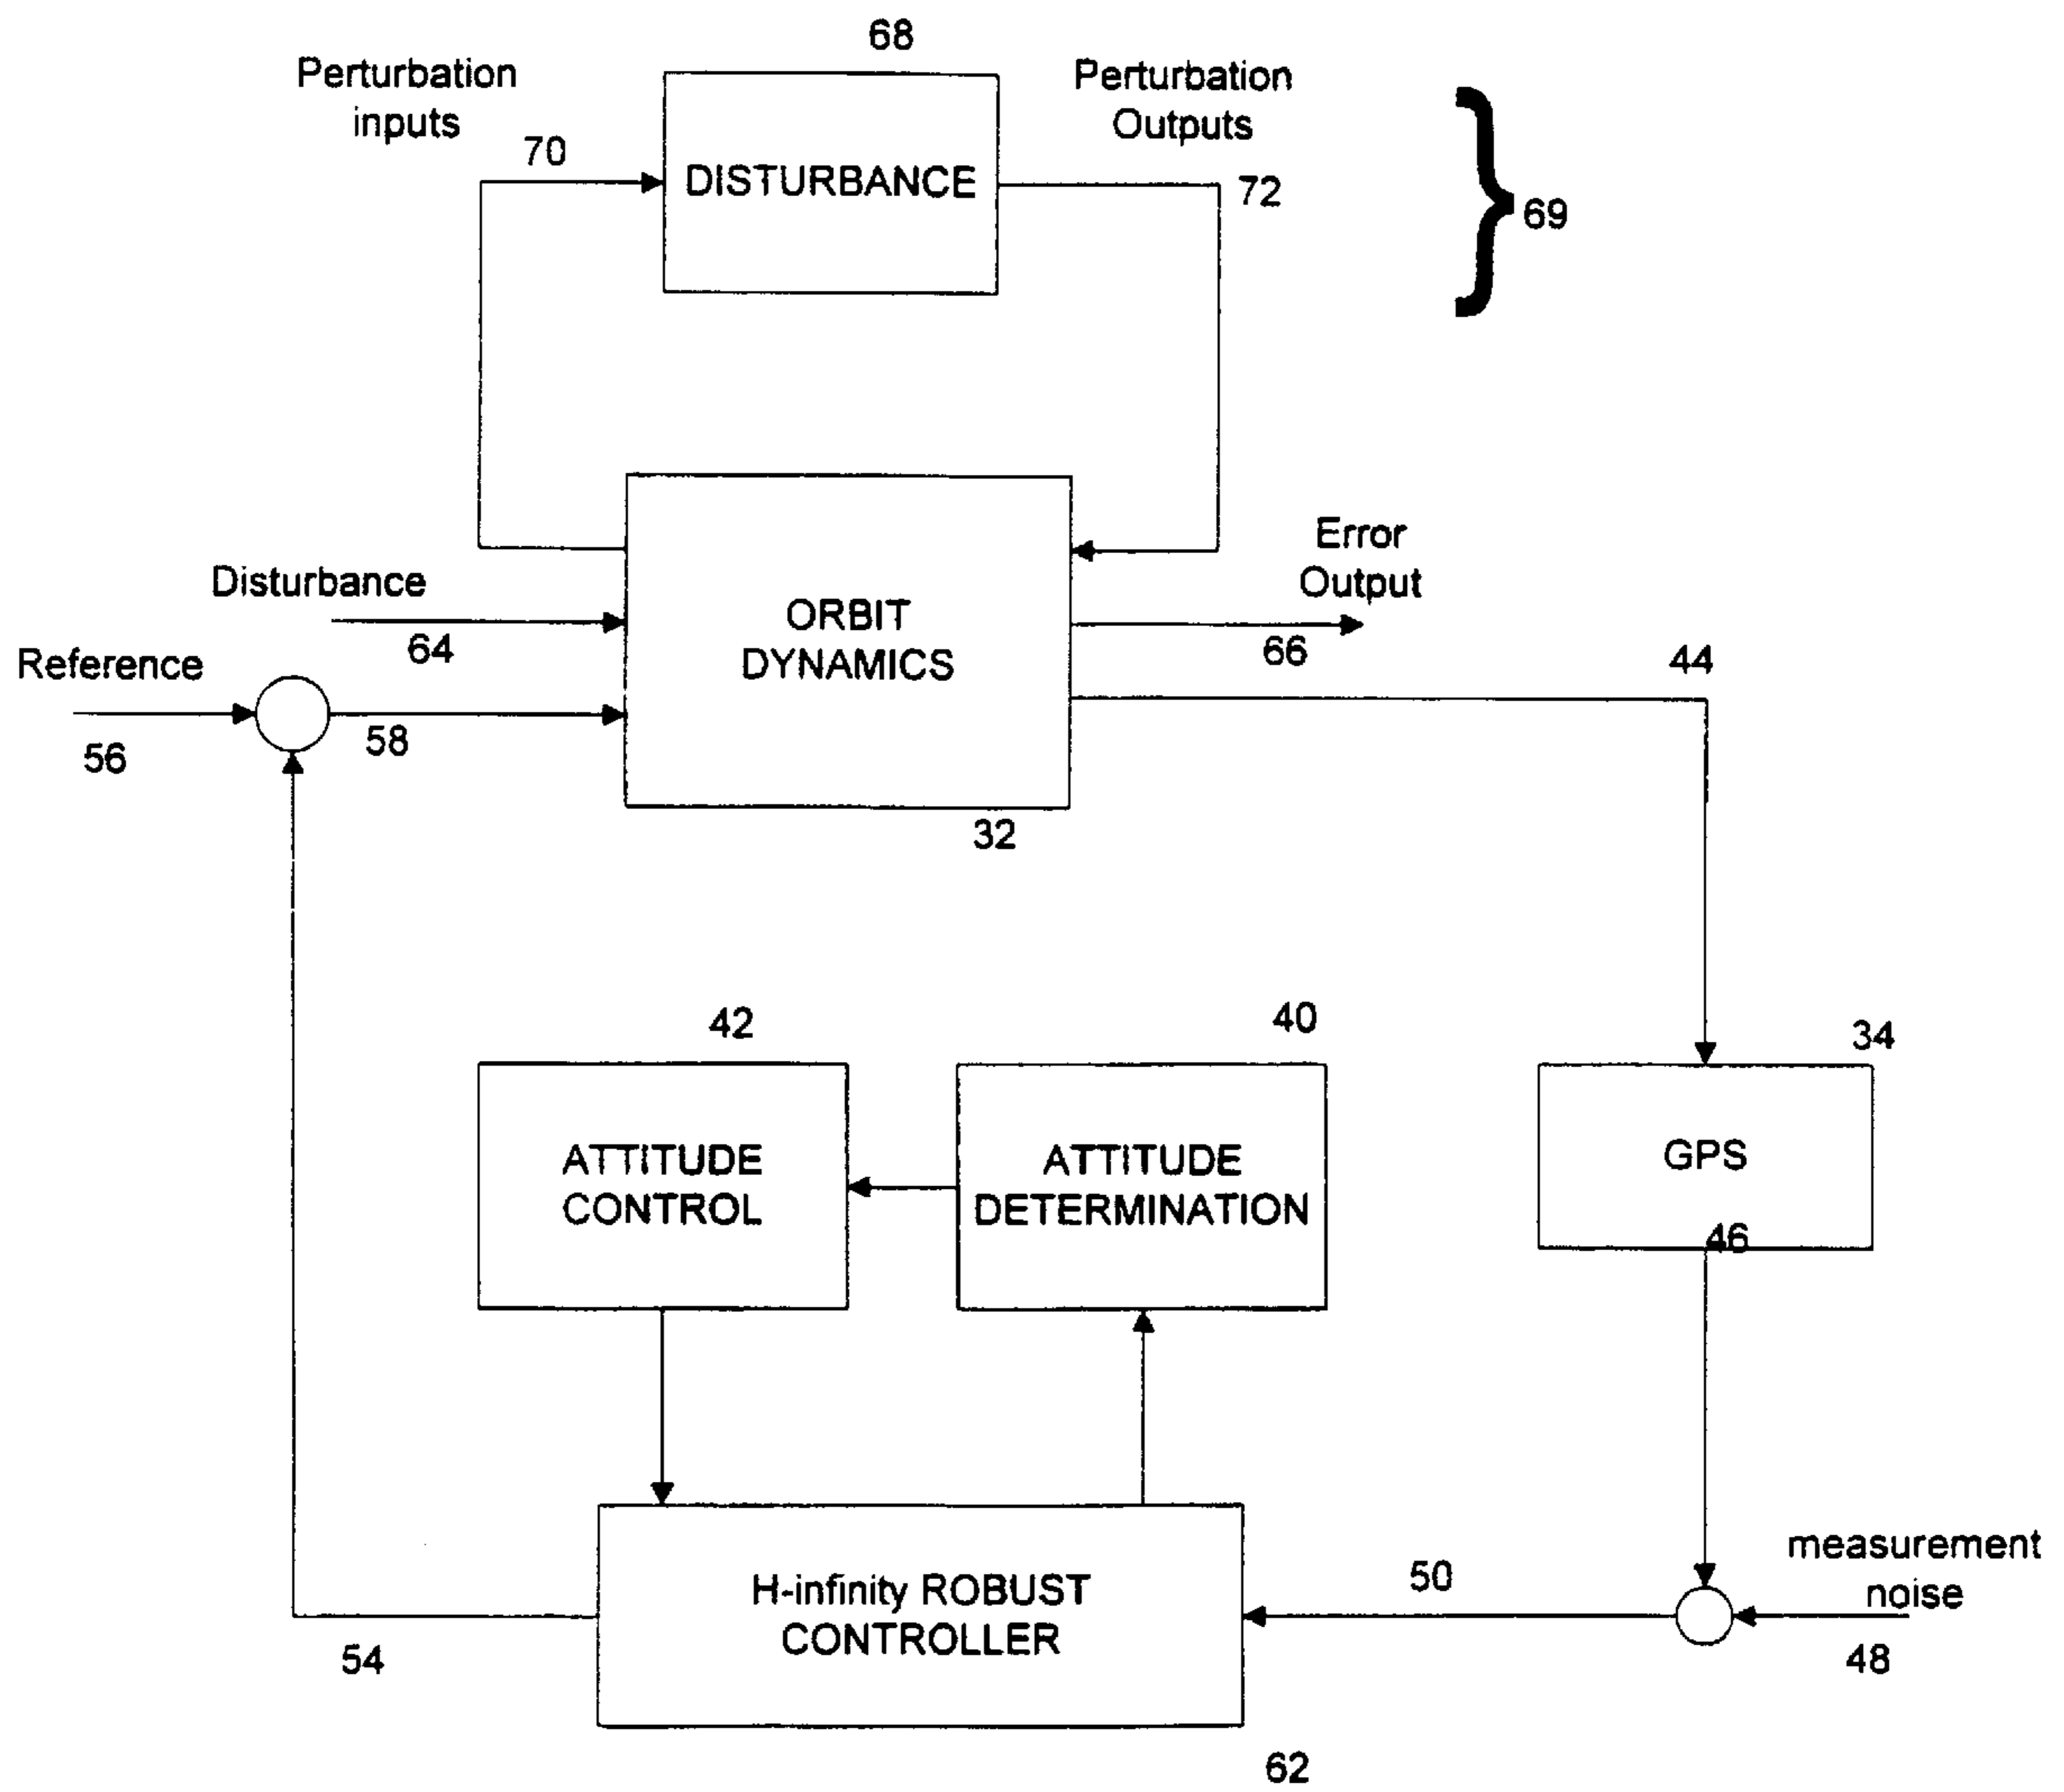 68
Perturbation
inputs
Perturbation
Outputs
70
DISTURBANCE
72
69
Error
Output
Disturbance
64
ORBIT
DYNAMICS
66
44
Reference
56
58
32
42
40
34
ATTITUDE
CONTROL
ATTITUDE
DETERMINATION
GPS
46
measurement
noise
50
H-infinity ROBUST
CONTROLLER
54
48
62